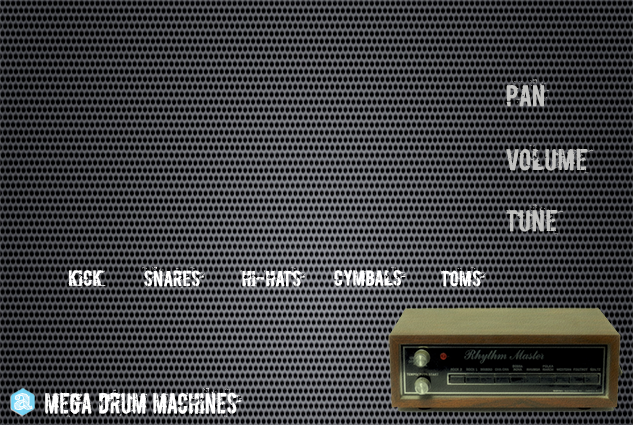 PAN
VOLUME
TUNE
KICK SNARES HI-HATS CYMBALS TOMS
Rhythm Master
MEGA DRUM MACHINES